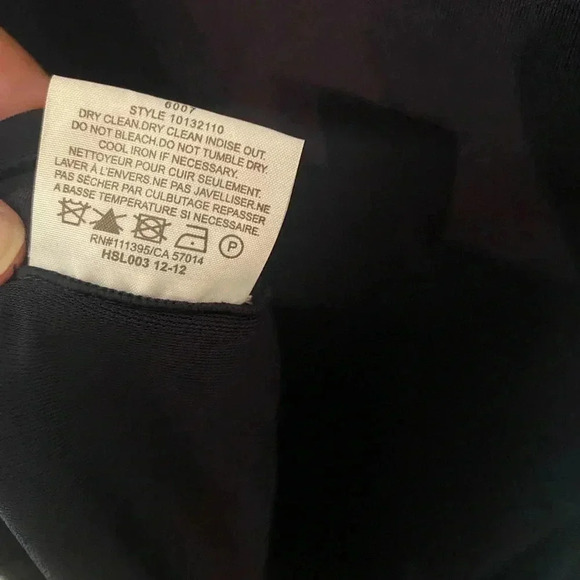 6007
STYLE 10132110
DRY CLEAN.DRY CLEAN INDISE OUT.
DO NOT BLEACH.DO NOT TUMBLE DRY.
COOL IRON IF NECESSARY.
NETTOYEUR POUR CUIR SEULEMENT.
LAVER À L'ENVERS.NE PAS JAVELLISER.NE
PAS SÉCHER PAR CULBUTAGE REPASSER
A BASSE TEMPÉRATURE SI NECESSAIRE.
P
RN#111395/CA 57014
HSL003 12-12